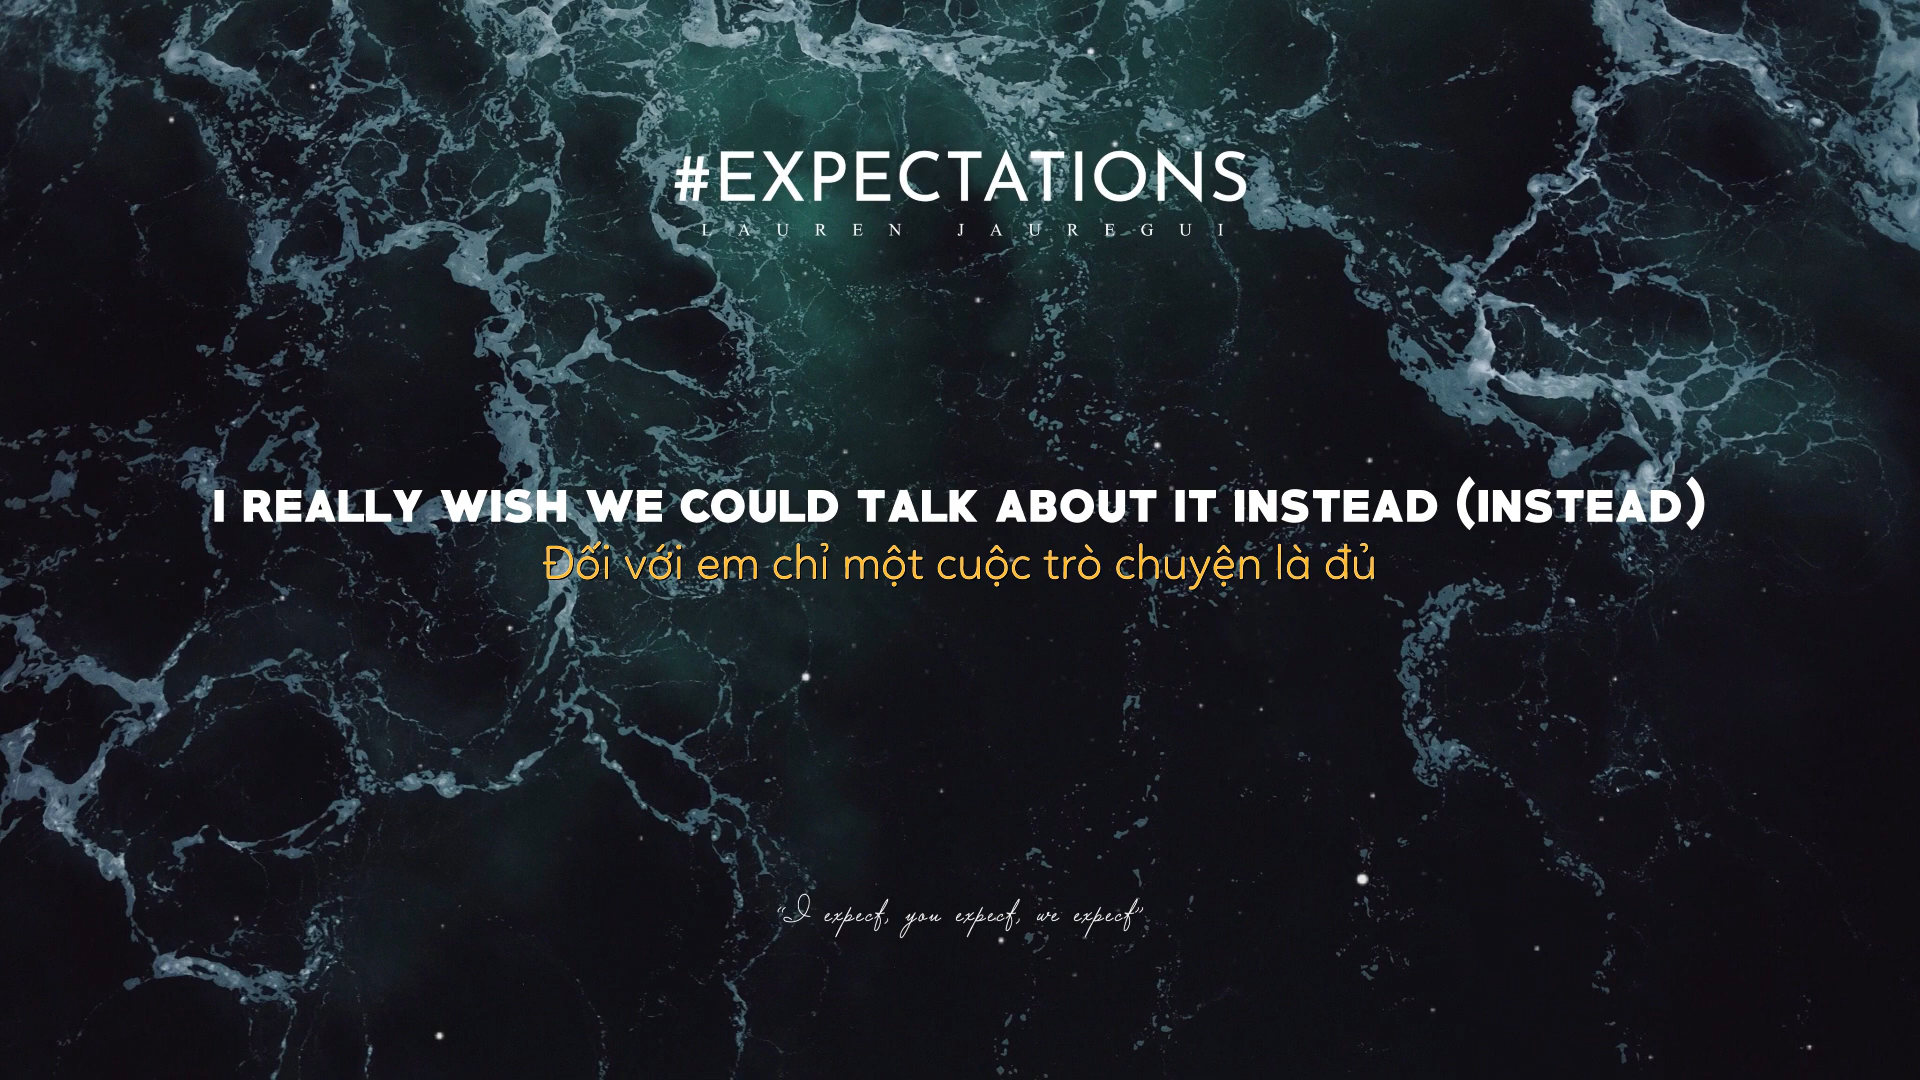 #EXPECTATIONS
LAUREN JAUREGUI
I REALLY WISH WE COULD TALK ABOUT IT INSTEAD (INSTEAD)
Đối với em chỉ một cuộc trò chuyện là đủ
“I expect, you expect, we expect”